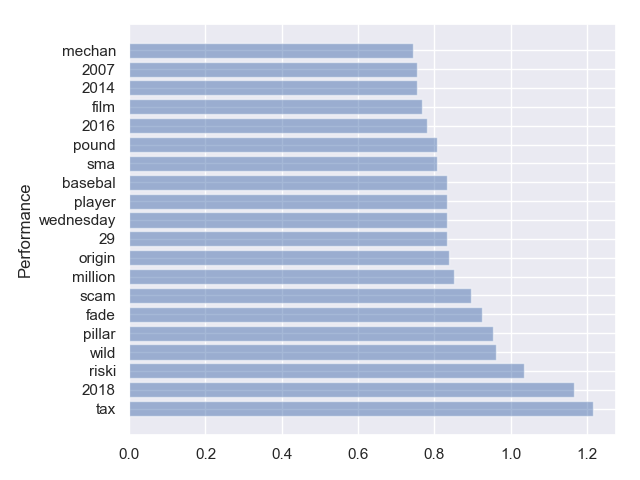 mechan
2007
2014
film
2016
pound
sma
basebal
player
wednesday
29
origin
million
scam
fade
pillar
wild
riski
2018
tax
Performance
0.0 0.2 0.4 0.6 0.8 1.0 1.2